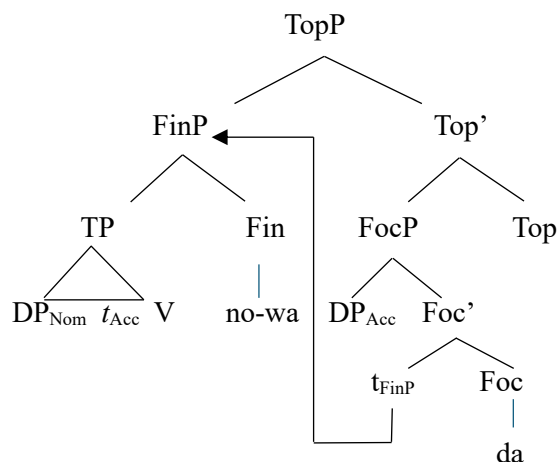 TopP
FinP Top’
TP Fin FocP Top
DPNom tAcc V no-wa DPAcc Foc’
tFinP Foc
da